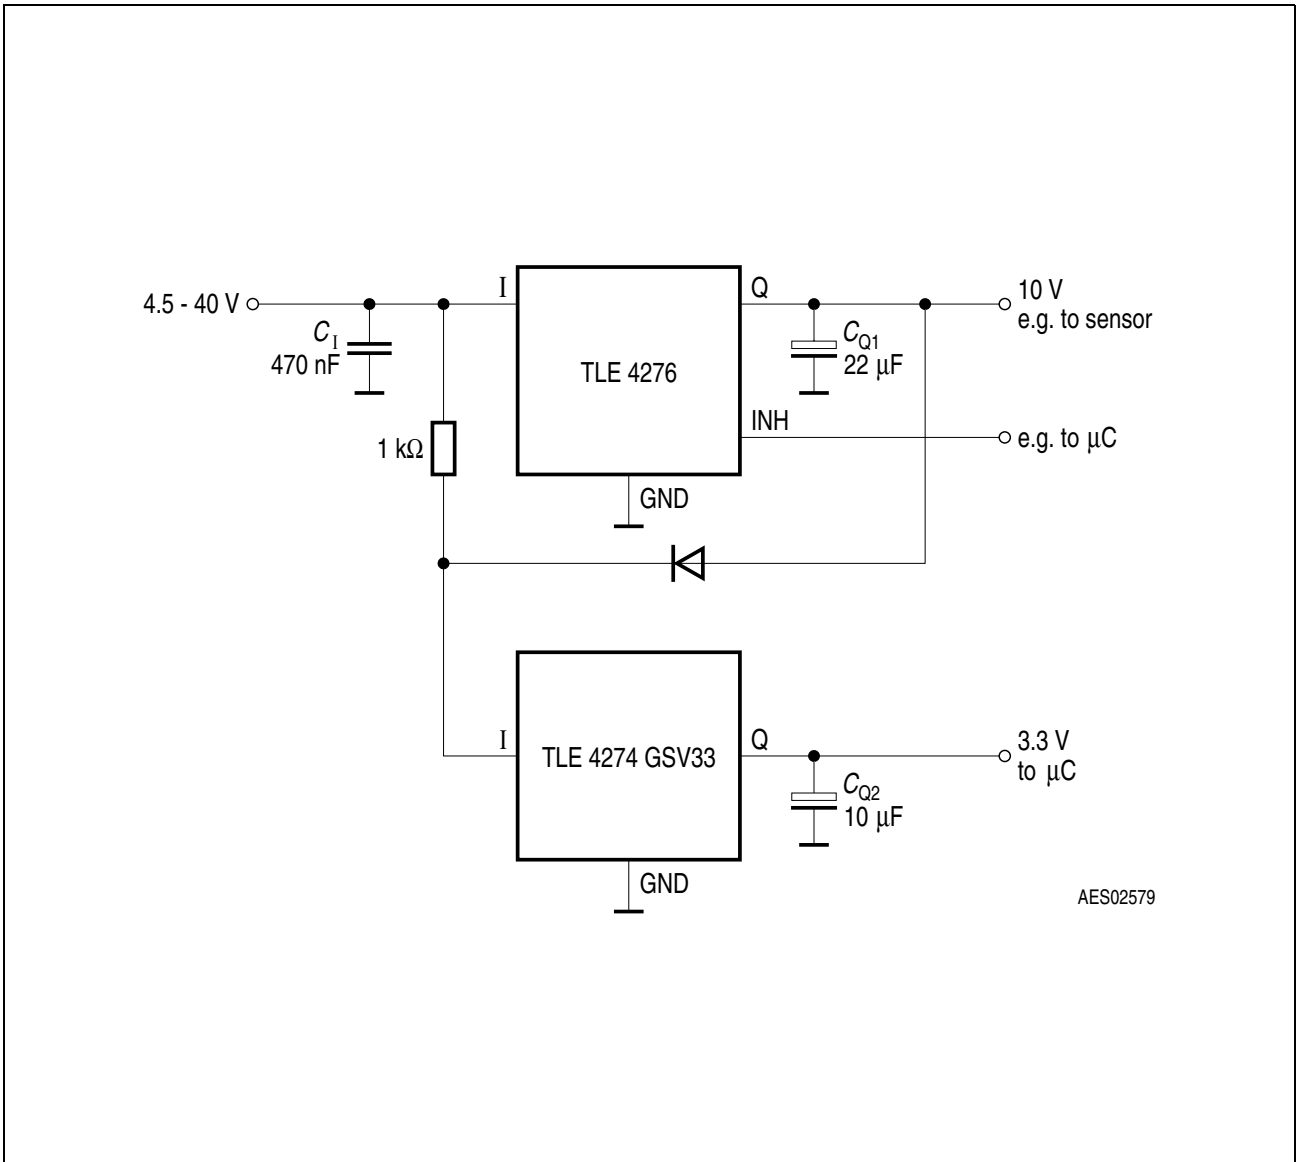 I
Q
4.5 - 40 V
10 V
e.g. to sensor
C_I
470 nF
C_Q1
22 μF
TLE 4276
INH
e.g. to μC
1 kΩ
GND
I
Q
TLE 4274 GSV33
3.3 V
to μC
C_Q2
10 μF
GND
AES02579